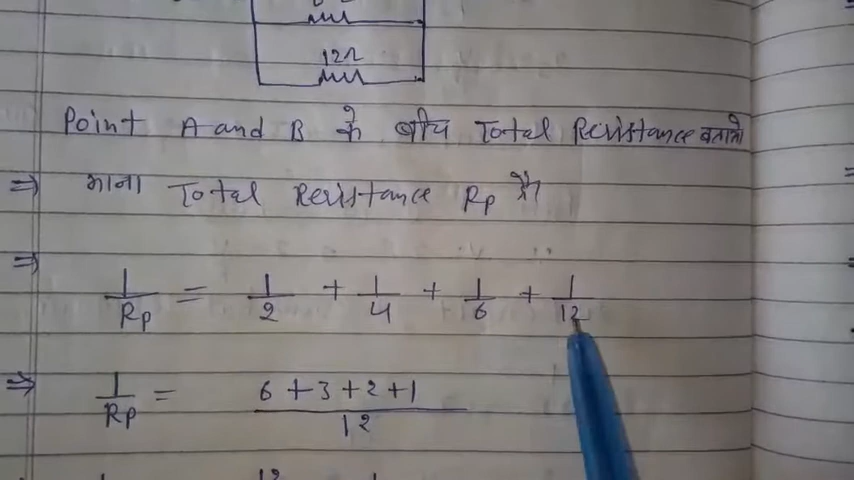 12Ω
Point A and B के बीच Total Resistance बताओ
⇒ माना Total Resistance Rp है
⇒ 1/Rp = 1/2 + 1/4 + 1/6 + 1/12
⇒ 1/Rp = 6+3+2+1/12